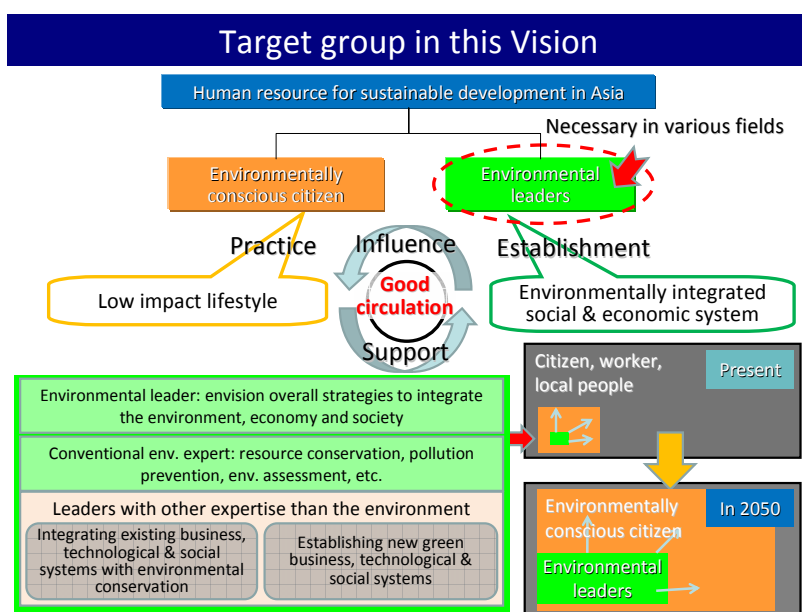 Target group in this Vision
Human resource for sustainable development in Asia
Necessary in various fields
Environmentally
conscious citizen
Environmental
leaders
Practice
Influence
Establishment
Low impact lifestyle
Good
circulation
Environmentally integrated
social & economic system
Support
Environmental leader: envision overall strategies to integrate
the environment, economy and society
Conventional env. expert: resource conservation, pollution
prevention, env. assessment, etc.
Leaders with other expertise than the environment
Integrating existing business,
technological & social
systems with environmental
conservation
Establishing new green
business, technological &
social systems
Citizen, worker,
local people
Present
Environmentally
conscious citizen
In 2050
Environmental
leaders